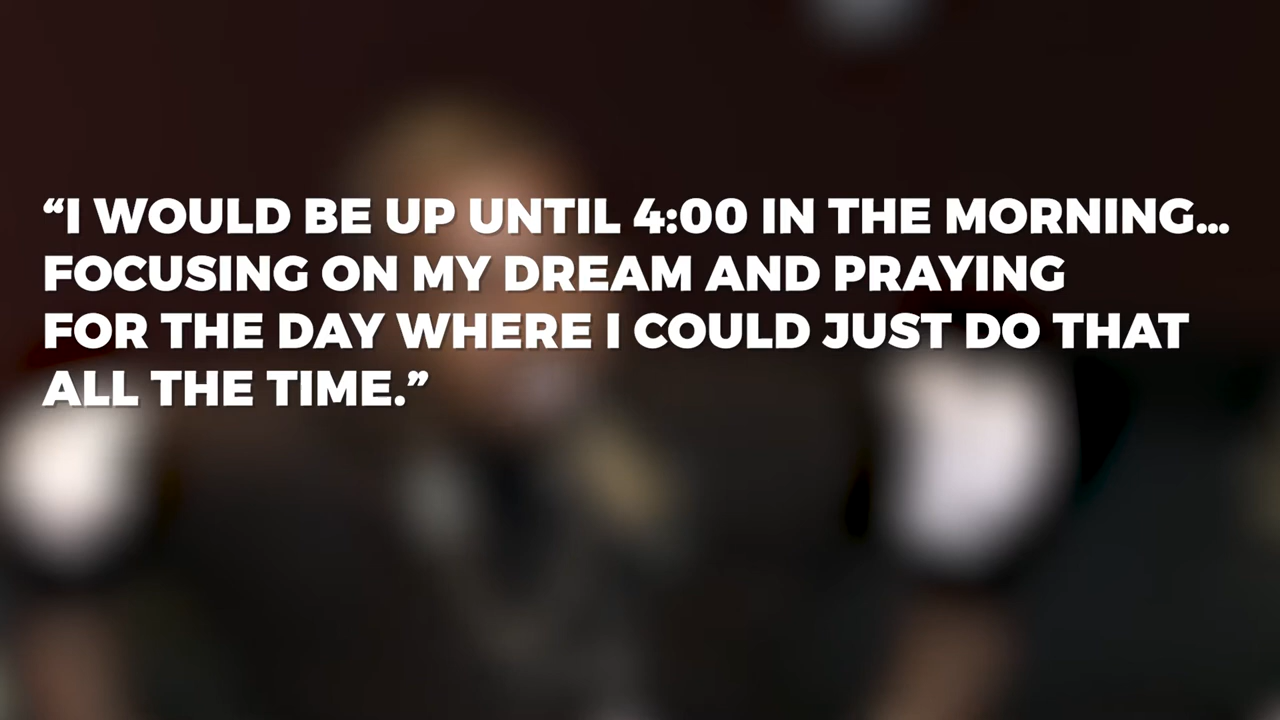 “I WOULD BE UP UNTIL 4:00 IN THE MORNING...
FOCUSING ON MY DREAM AND PRAYING
FOR THE DAY WHERE I COULD JUST DO THAT
ALL THE TIME.”